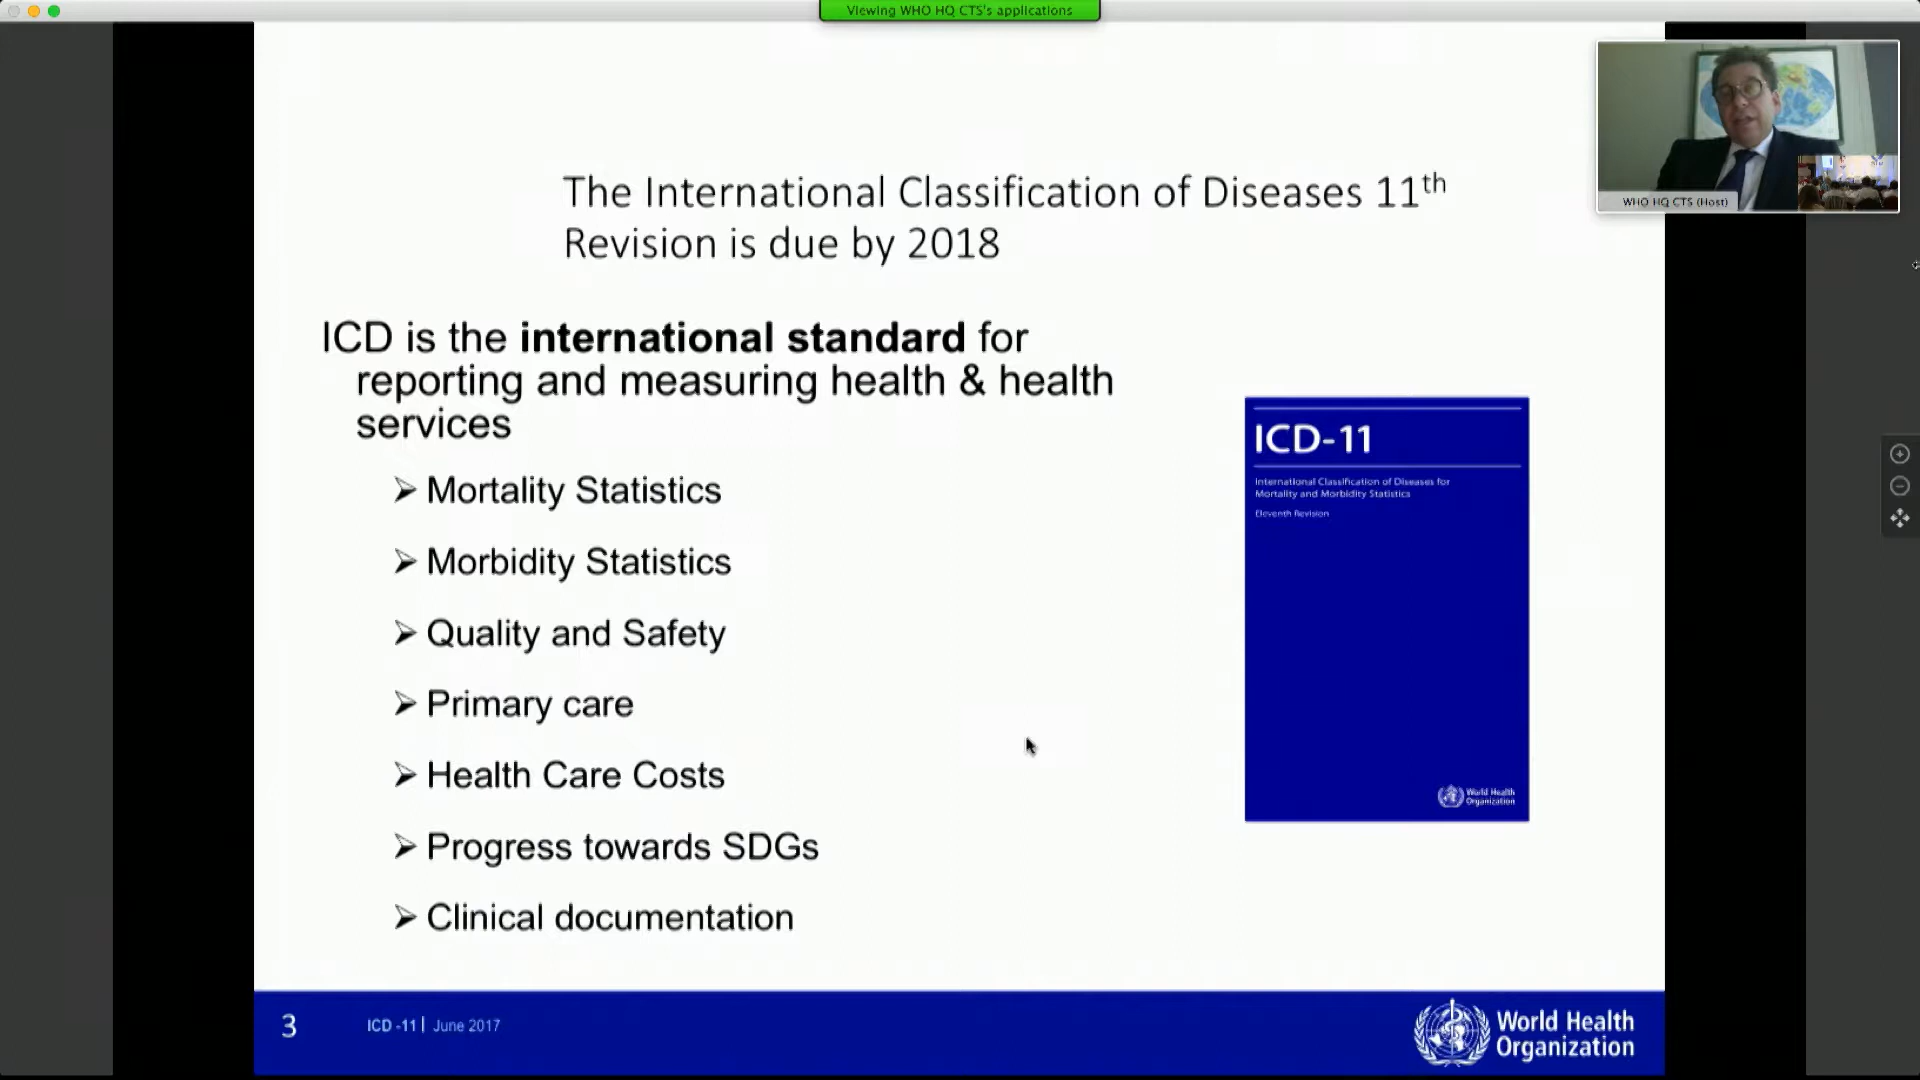 Viewing WHO HQ CTS's applications
WHO HQ CTS (Host)
The International Classification of Diseases 11th
Revision is due by 2018
ICD is the international standard for
reporting and measuring health & health
services
➢ Mortality Statistics
➢ Morbidity Statistics
➢ Quality and Safety
➢ Primary care
➢ Health Care Costs
➢ Progress towards SDGs
➢ Clinical documentation
ICD-11
International Classification of Diseases for
Mortality and Morbidity Statistics
Eleventh Revision
World Health
Organization
3
ICD -11 | June 2017
World Health
Organization